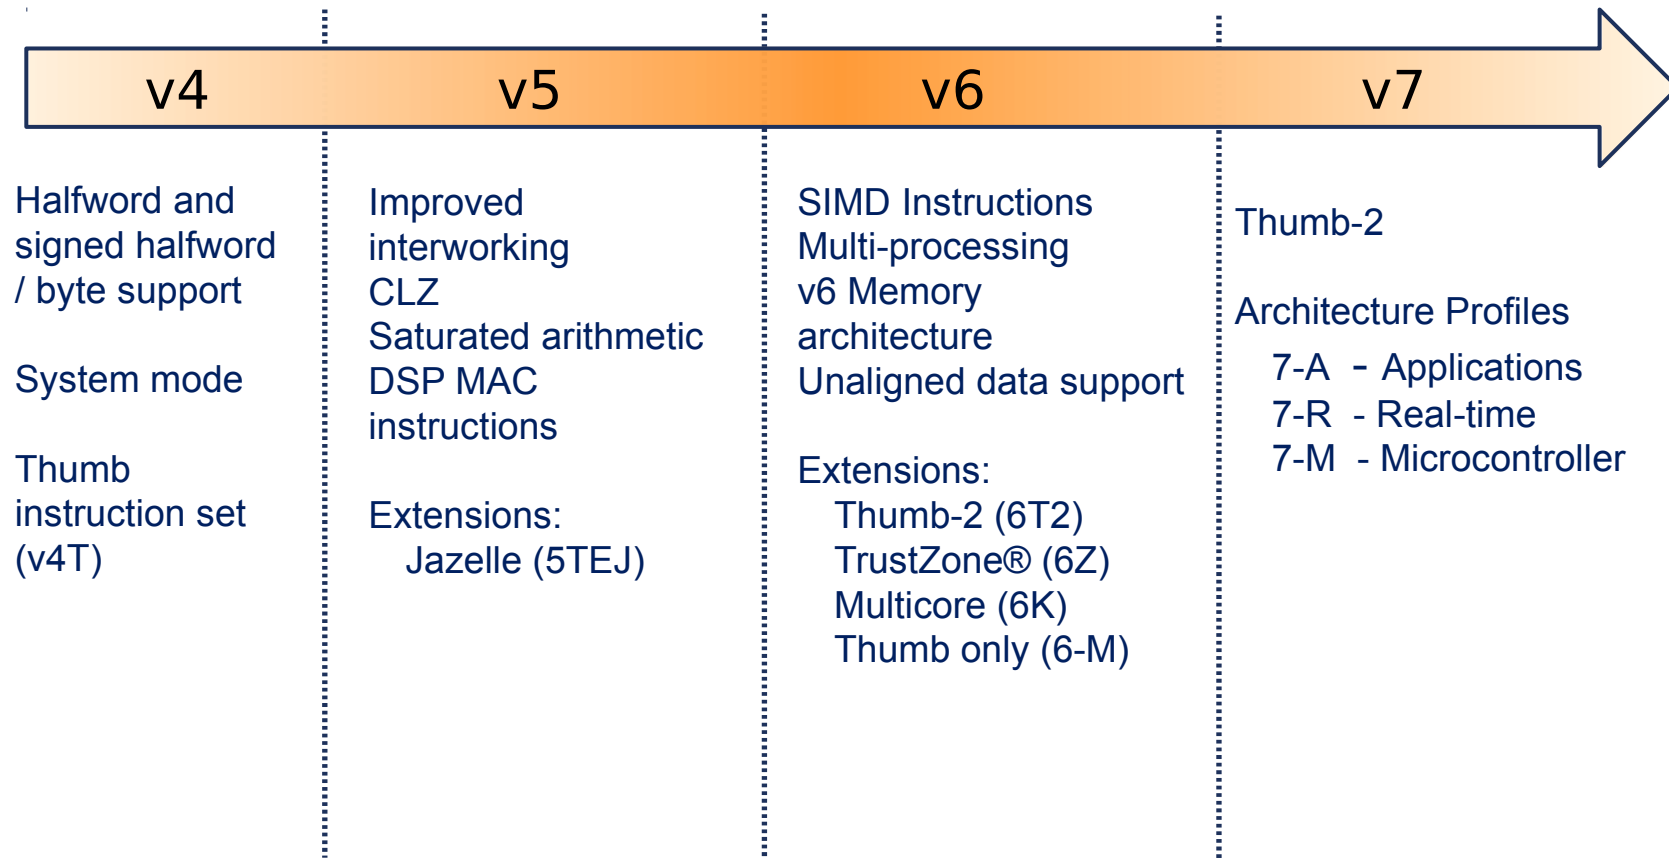 v4
v5
v6
v7
Halfword and
signed halfword
/ byte support
System mode
Thumb
instruction set
(v4T)
Improved
interworking
CLZ
Saturated arithmetic
DSP MAC
instructions
Extensions:
Jazelle (5TEJ)
SIMD Instructions
Multi-processing
v6 Memory
architecture
Unaligned data support
Extensions:
Thumb-2 (6T2)
TrustZone® (6Z)
Multicore (6K)
Thumb only (6-M)
Thumb-2
Architecture Profiles
7-A - Applications
7-R - Real-time
7-M - Microcontroller